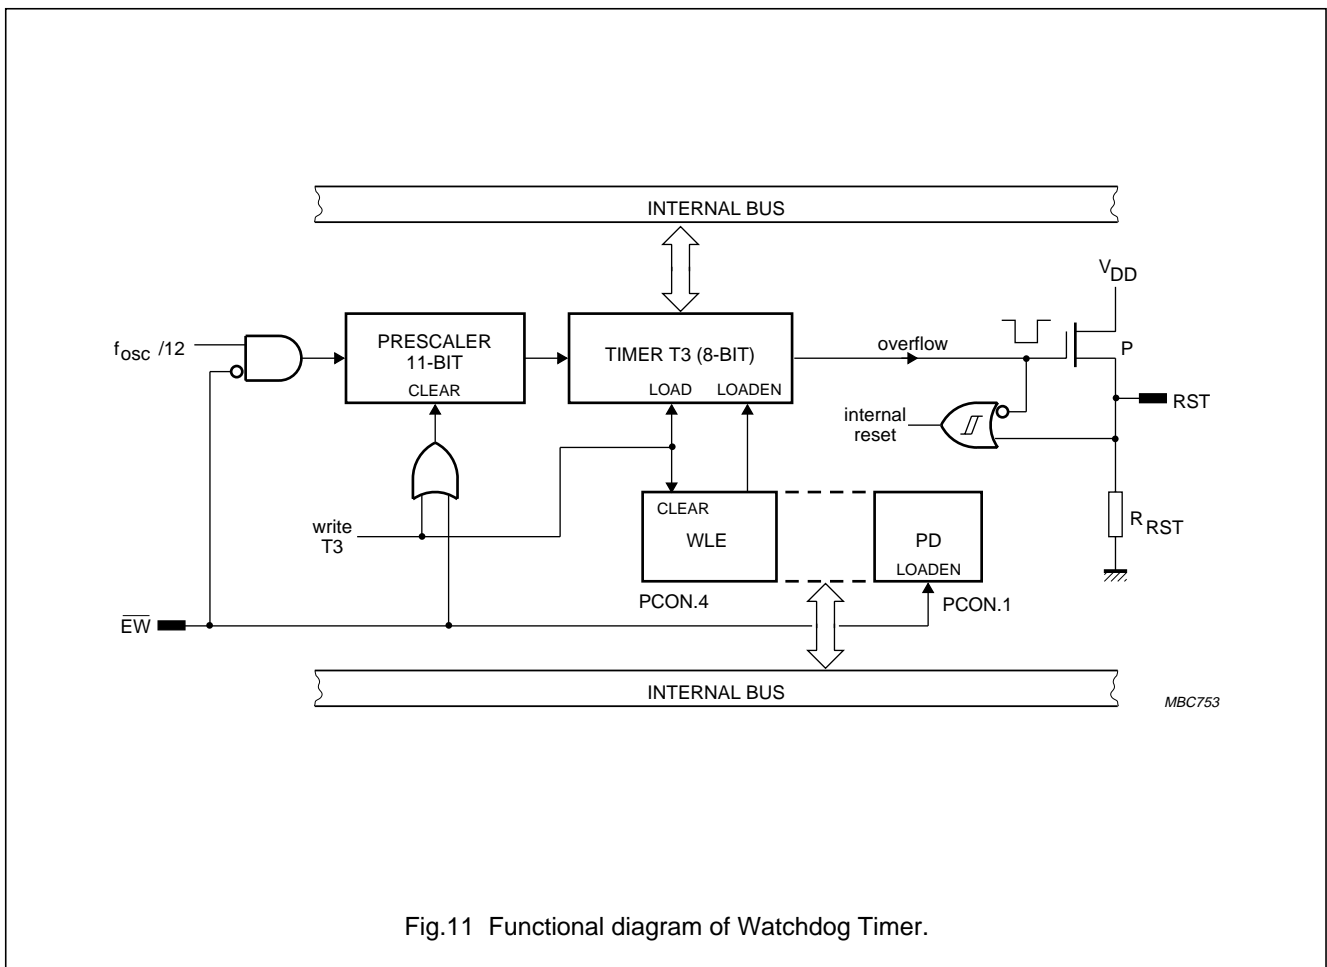 INTERNAL BUS
V DD
f osc /12
PRESCALER
11-BIT
CLEAR
TIMER T3 (8-BIT)
LOAD LOADEN
overflow
P
RST
internal
reset
write
T3
CLEAR
WLE
PD
LOADEN
R RST
PCON.4
PCON.1
EW
INTERNAL BUS
MBC753
Fig.11 Functional diagram of Watchdog Timer.